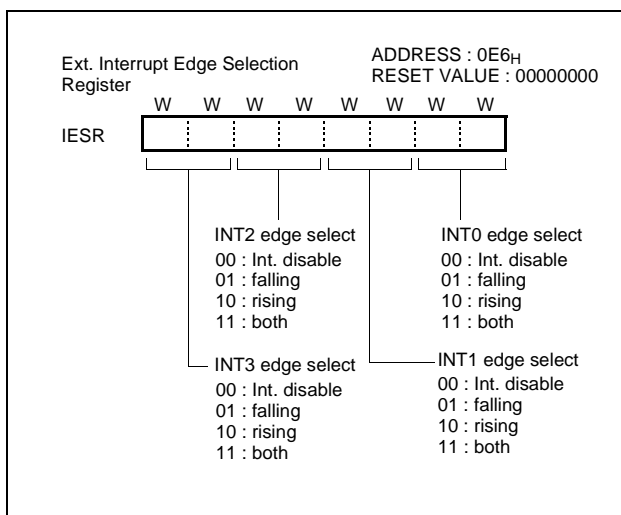 Ext. Interrupt Edge Selection
Register
ADDRESS : 0E6H
RESET VALUE : 00000000
W W W W W W W W
IESR
INT2 edge select
00 : Int. disable
01 : falling
10 : rising
11 : both
INT0 edge select
00 : Int. disable
01 : falling
10 : rising
11 : both
INT3 edge select
00 : Int. disable
01 : falling
10 : rising
11 : both
INT1 edge select
00 : Int. disable
01 : falling
10 : rising
11 : both